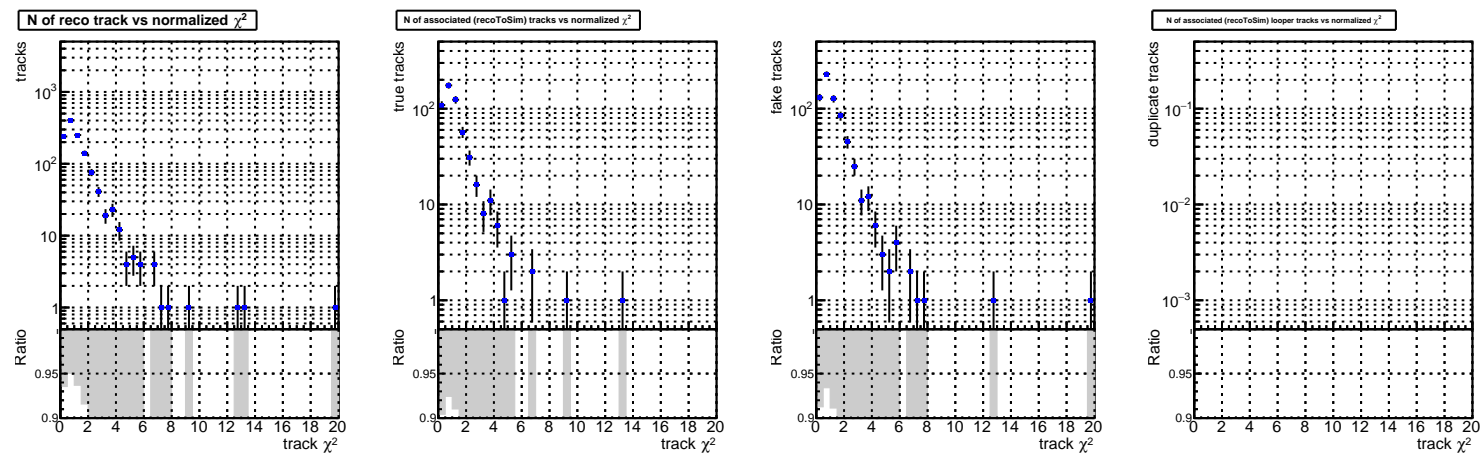 N of reco track vs normalized χ²
tracks
10³
10²
10
1
Ratio
0.95
0.9
0 2 4 6 8 10 12 14 16 18 20
track χ²
N of associated (recoToSim) tracks vs normalized χ²
true tracks
10²
10
1
Ratio
0.95
0.9
0 2 4 6 8 10 12 14 16 18 20
track χ²
fake tracks
10²
10
1
Ratio
0.95
0.9
0 2 4 6 8 10 12 14 16 18 20
track χ²
N of associated (recoToSim) looper tracks vs normalized χ²
duplicate tracks
10⁻¹
10⁻²
10⁻³
Ratio
0.95
0.9
0 2 4 6 8 10 12 14 16 18 20
track χ²